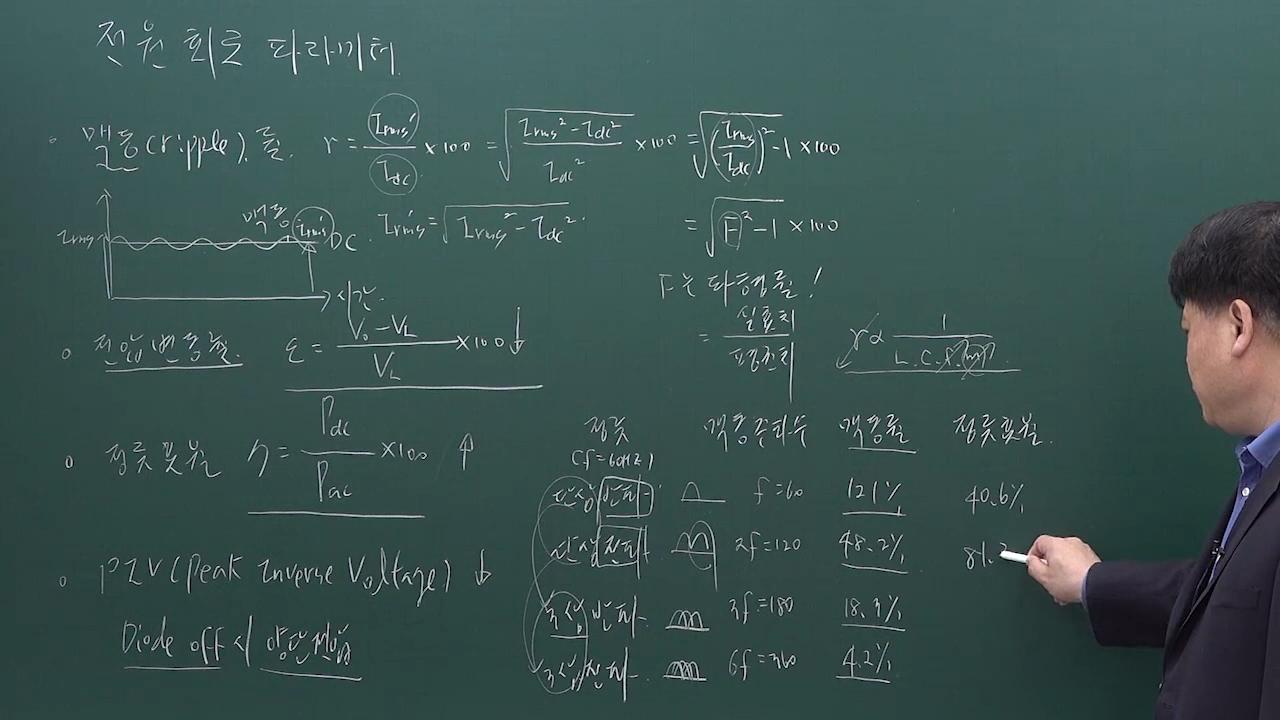 전원 회로 파라미터
◦ 맥동(ripple)률. r = Irms' / Idc × 100 = √((Irms² - Idc²) / Idc²) × 100 = √((Irms / Idc)² - 1) × 100
맥동 Irms' DC Irms
시간.
Irms' = √(Irms² - Idc²)
= √(F² - 1) × 100
F는 파형률!
= 실효치 / 평균치
r ∝ 1 / L.C.f.
◦ 전압변동률. ε = (V₀ - VL) / VL × 100 ↓
◦ 정류효율 η = Pdc / Pac × 100 ↑
◦ PIV (Peak Inverse Voltage) ↓
Diode off시 양단전압
정류 맥동주파수 맥동률 정류효율.
(f=60Hz)
단상 반파 f=60 121% 40.6%
단상 전파 2f=120 48.2% 81.2
3상 반파 3f=180 18.3%
3상 전파 6f=360 4.2%